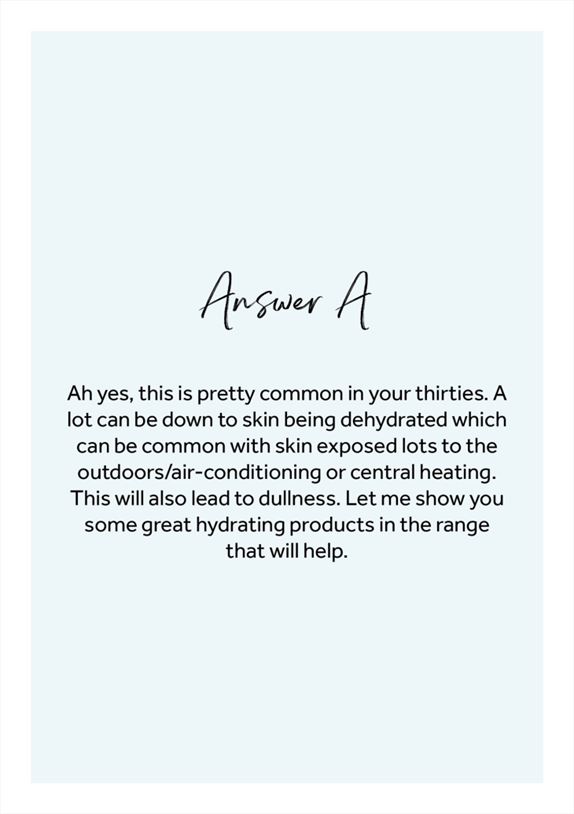 Answer A
Ah yes, this is pretty common in your thirties. A
lot can be down to skin being dehydrated which
can be common with skin exposed lots to the
outdoors/air-conditioning or central heating.
This will also lead to dullness. Let me show you
some great hydrating products in the range
that will help.